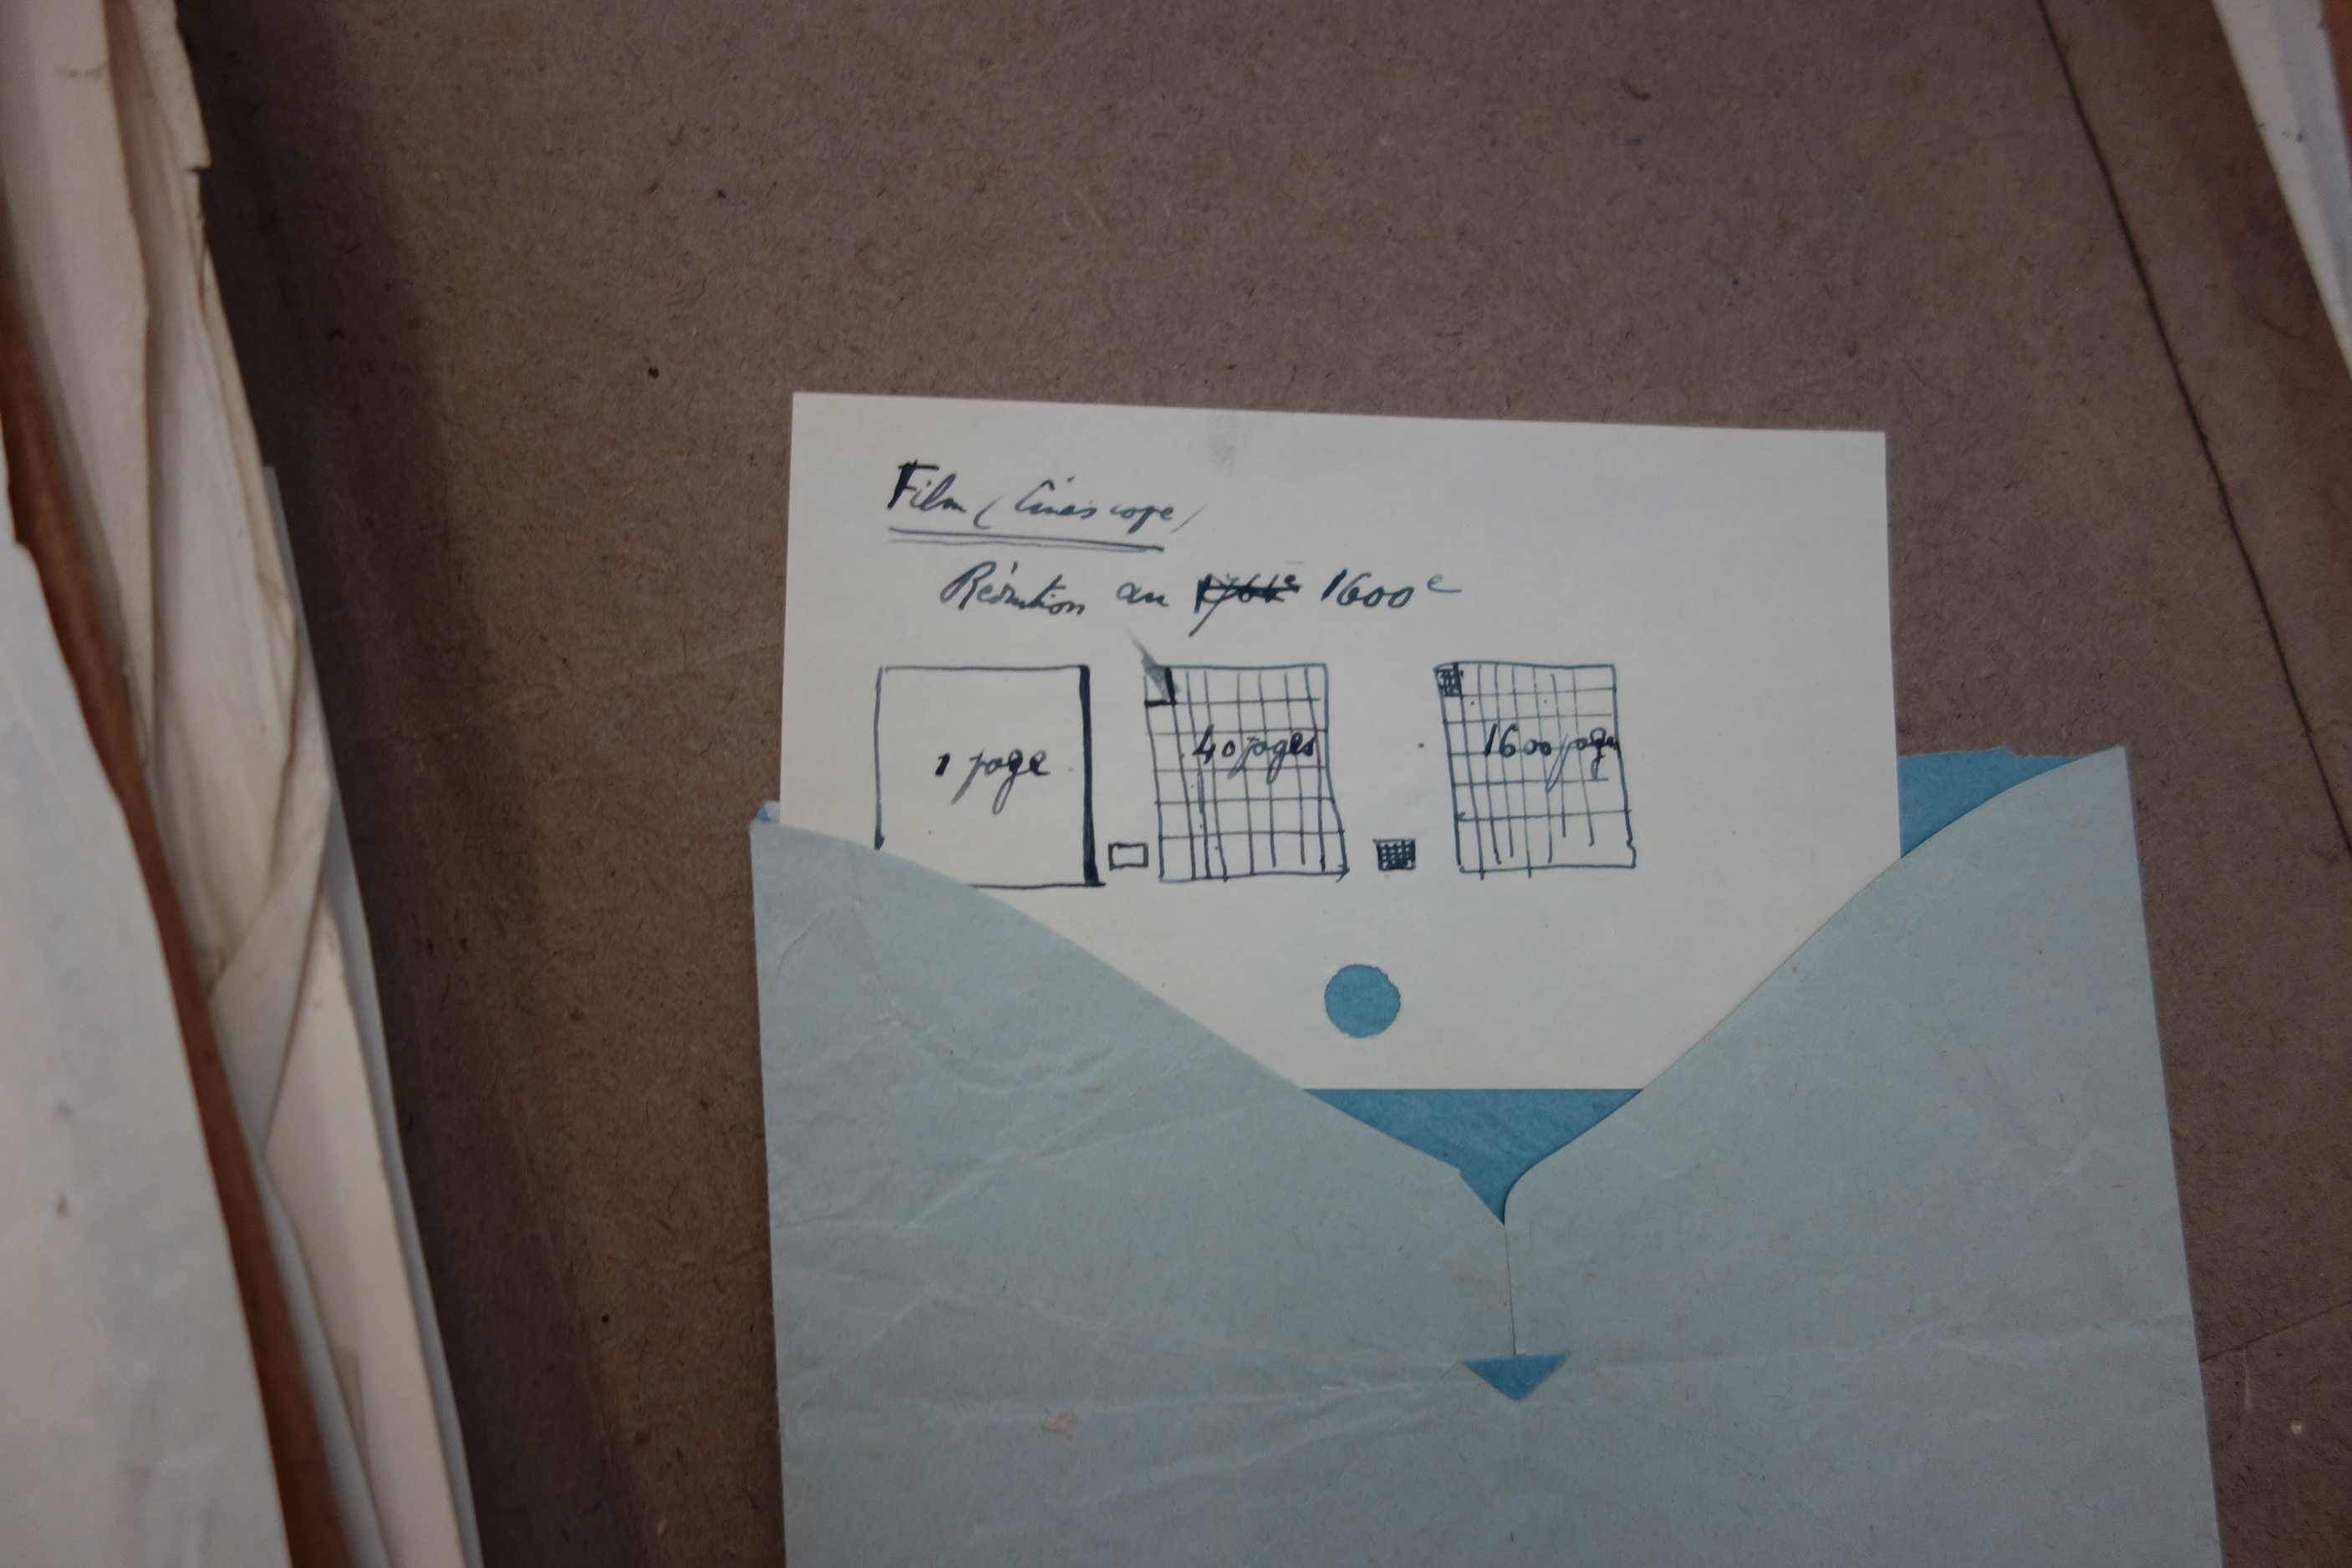 Film (Cinéscope)
Réduction au 1600e
1 page
40 pages
1600 pages